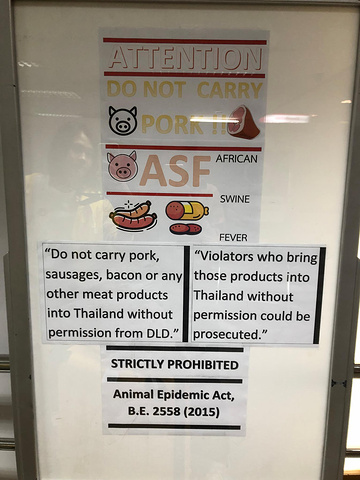 ATTENTION
DO NOT CARRY
PORK !!
ASF
AFRICAN
SWINE
FEVER
“Do not carry pork,
sausages, bacon or any
other meat products
into Thailand without
permission from DLD.”
“Violators who bring
those products into
Thailand without
permission could be
prosecuted.”
STRICTLY PROHIBITED
Animal Epidemic Act,
B.E. 2558 (2015)